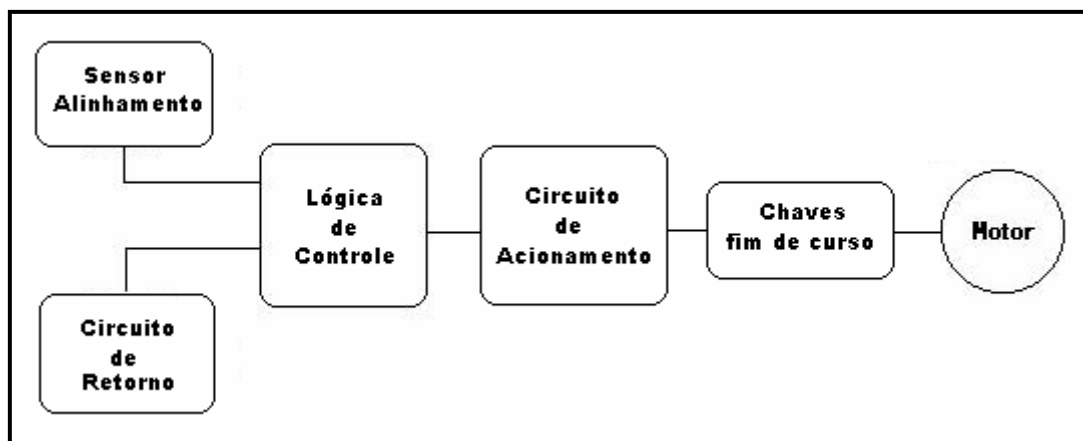 Sensor
Alinhamento
Lógica
de
Controle
Circuito
de
Acionamento
Chaves
fim de curso
Motor
Circuito
de
Retorno